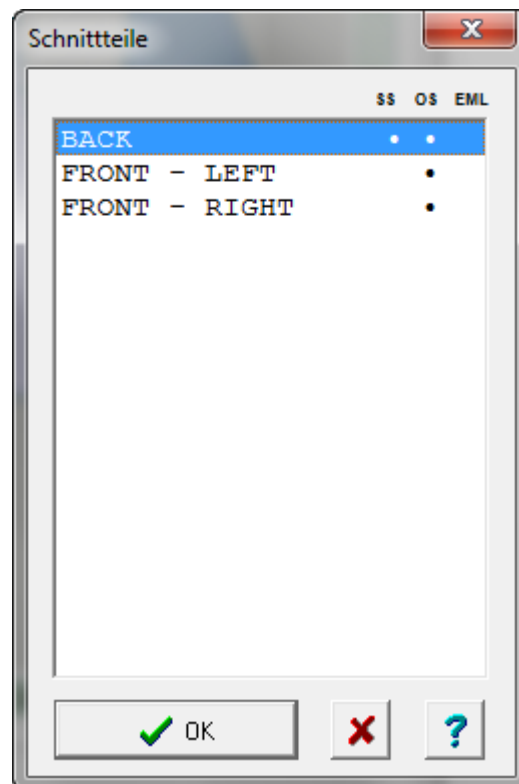 Schnittteile
SS OS EML
BACK • •
FRONT - LEFT •
FRONT - RIGHT •
OK
?